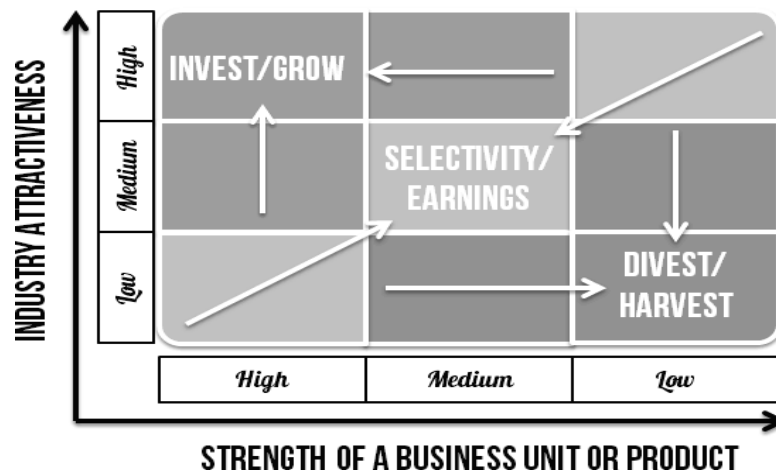 INDUSTRY ATTRACTIVENESS
High
Medium
Low
INVEST/GROW
SELECTIVITY/
EARNINGS
DIVEST/
HARVEST
High
Medium
Low
STRENGTH OF A BUSINESS UNIT OR PRODUCT